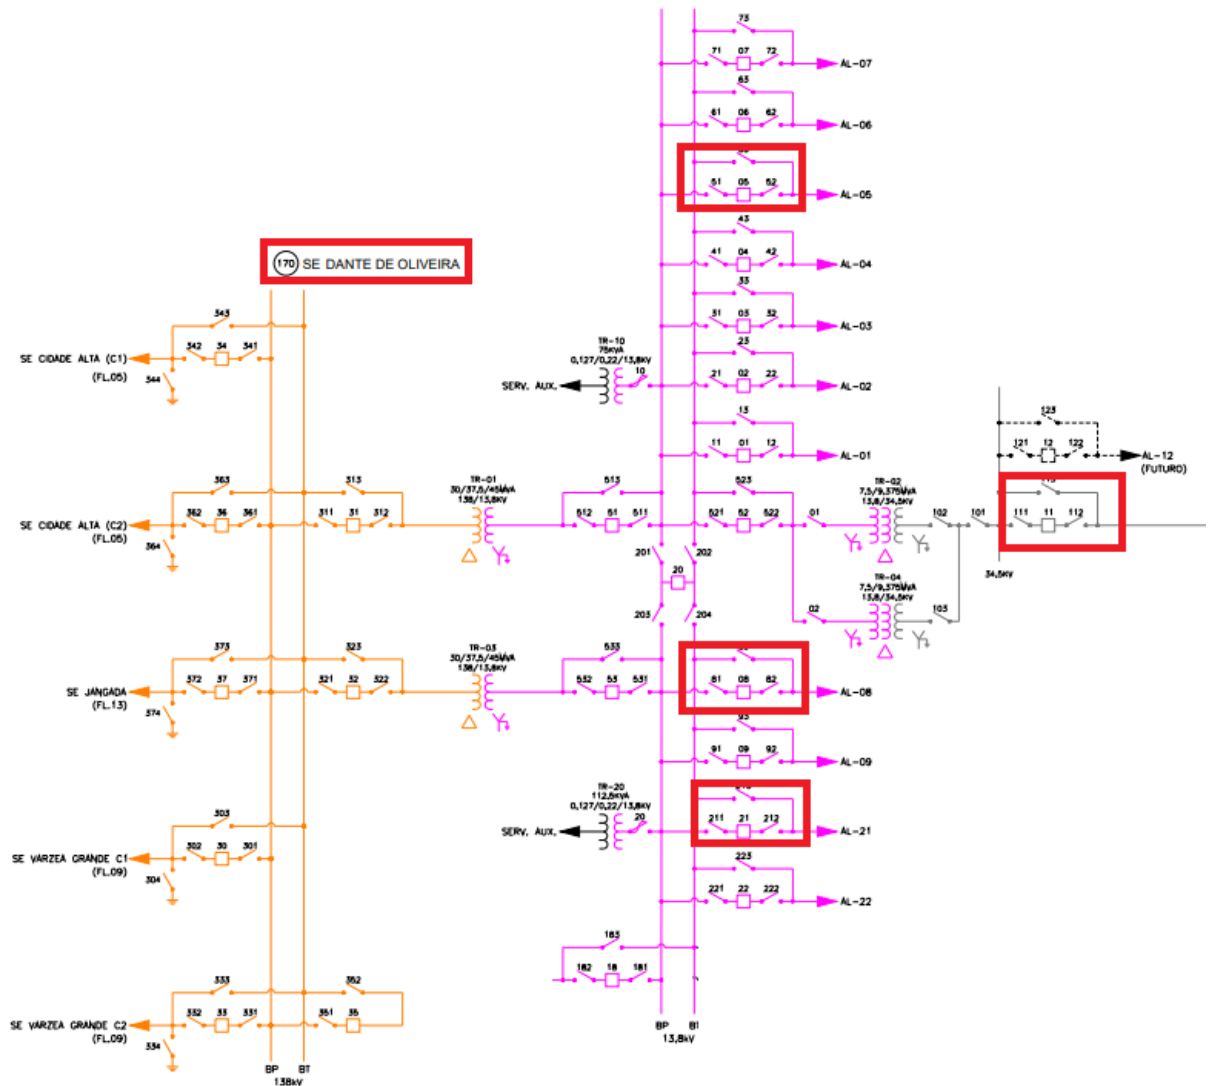 73
71 07 72
AL-07
63
61 06 62
AL-06
51 05 52
AL-05
43
41 04 42
AL-04
33
31 03 32
AL-03
23
21 02 22
AL-02
13
11 01 12
AL-01
TR-10
75KVA
0,127/0,22/13,8KV
10
SERV. AUX.
170 SE DANTE DE OLIVEIRA
343
342 34 341
SE CIDADE ALTA (C1)
(FL.05)
344
363
362 36 361
SE CIDADE ALTA (C2)
(FL.05)
364
313
311 31 312
TR-01
30/37,5/45MVA
138/13,8KV
513
512 51 511
523
521 52 522
01
TR-02
7,5/9,375MVA
13,8/34,5KV
102 101
123
121 12 122
AL-12
(FUTURO)
111 11 112
34,5KV
201 202
20
203 204
02
TR-04
7,5/9,375MVA
13,8/34,5KV
103
373
372 37 371
SE JANGADA
(FL.13)
374
323
321 32 322
TR-03
30/37,5/45MVA
138/13,8KV
533
532 53 531
81 08 82
AL-08
93
91 09 92
AL-09
TR-20
112,5KVA
0,127/0,22/13,8KV
20
SERV. AUX.
211 21 212
AL-21
223
221 22 222
AL-22
303
302 30 301
SE VARZEA GRANDE C1
(FL.09)
304
183
182 18 181
333
332 33 331
SE VARZEA GRANDE C2
(FL.09)
334
352
351 35
BP BT
138kV
BP
13,8kV